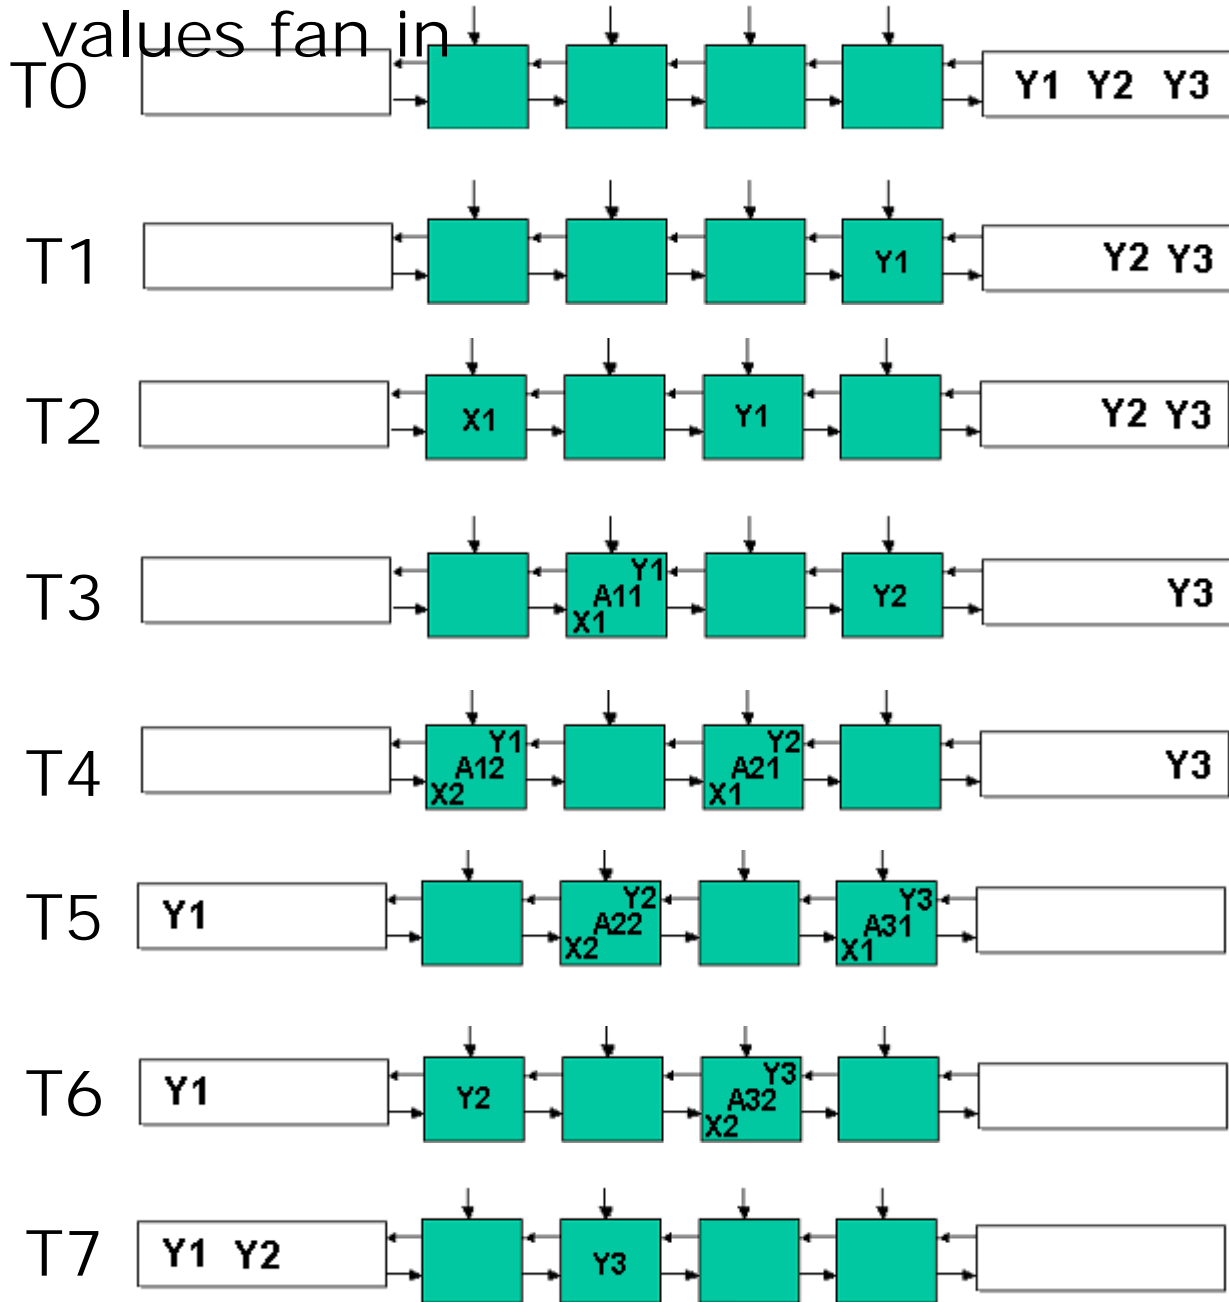 values fan in
T0 Y1 Y2 Y3
T1 Y1 Y2 Y3
T2 X1 Y1 Y2 Y3
T3 Y1 A11 X1 Y2 Y3
T4 Y1 A12 X2 Y2 A21 X1 Y3
T5 Y1 Y2 A22 X2 Y3 A31 X1
T6 Y1 Y2 Y3 A32 X2
T7 Y1 Y2 Y3